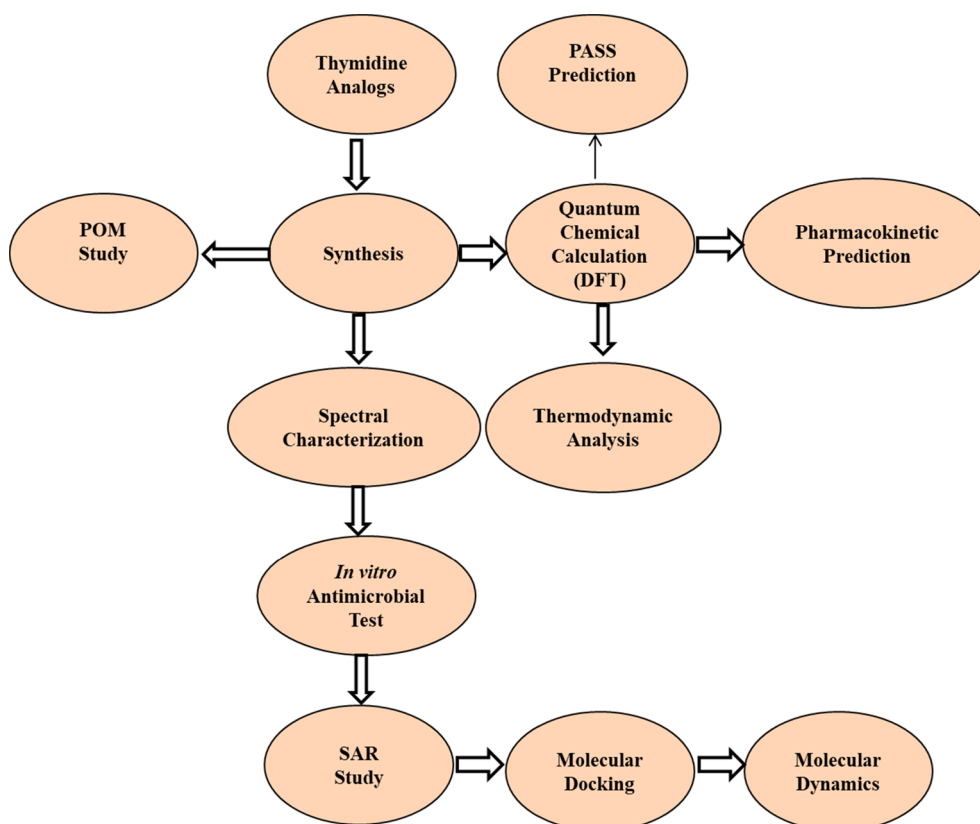 Thymidine
Analogs
PASS
Prediction
POM
Study
Synthesis
Quantum
Chemical
Calculation
(DFT)
Pharmacokinetic
Prediction
Spectral
Characterization
Thermodynamic
Analysis
In vitro
Antimicrobial
Test
SAR
Study
Molecular
Docking
Molecular
Dynamics